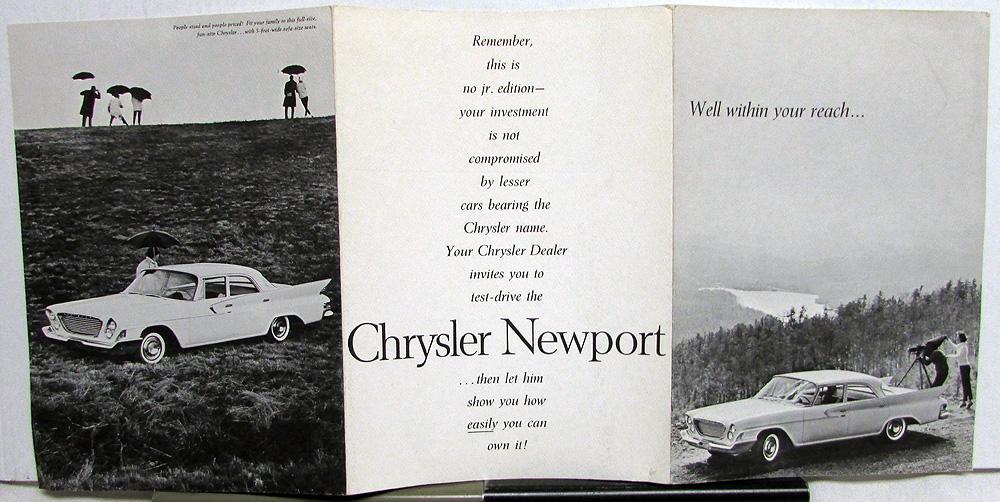 People sized and people priced! Fit your family to this full-size,
fun-size Chrysler...with 5-foot-wide sofa-size seats.
Remember,
this is
no jr. edition—
your investment
is not
compromised
by lesser
cars bearing the
Chrysler name.
Your Chrysler Dealer
invites you to
test-drive the
Chrysler Newport
...then let him
show you how
easily you can
own it!
Well within your reach...